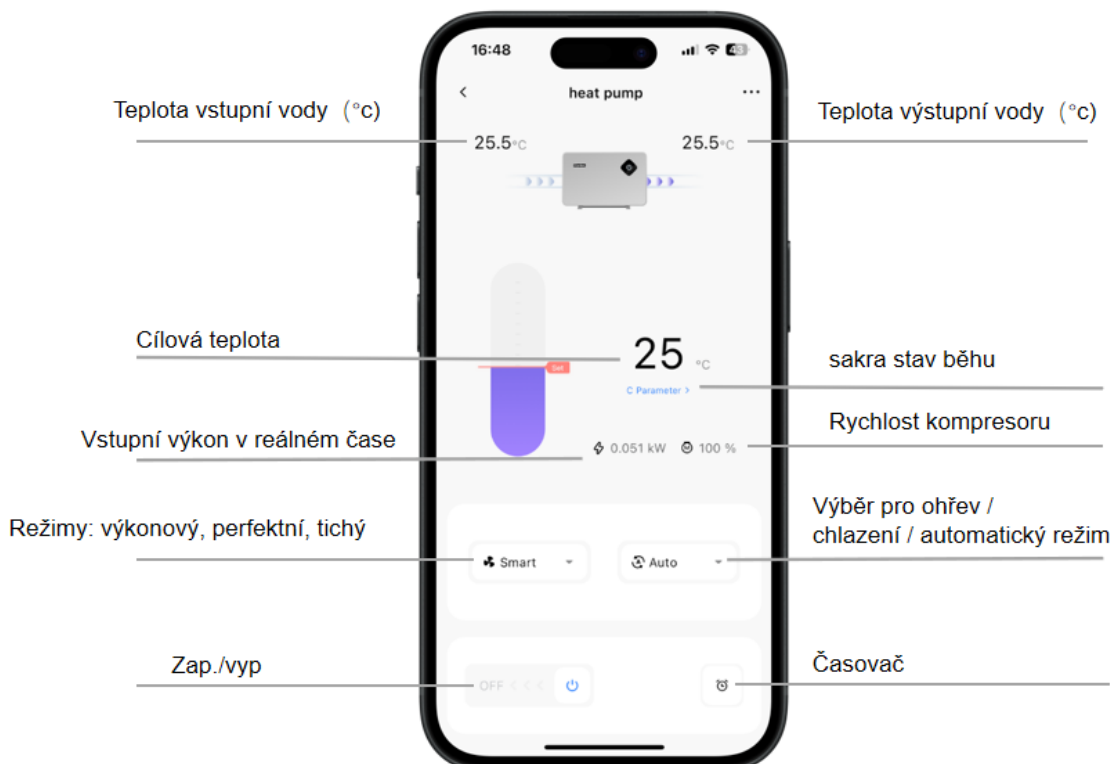 16:48
43
heat pump
Teplota vstupní vody (°c)
Teplota výstupní vody (°c)
25.5°C
25.5°C
Cílová teplota
25 °C
Set
sakra stav běhu
C Parameter >
Rychlost kompresoru
Vstupní výkon v reálném čase
0.051 kW
100 %
Výběr pro ohřev /
chlazení / automatický režim
Režimy: výkonový, perfektní, tichý
Smart
Auto
Zap./vyp
Časovač
OFF